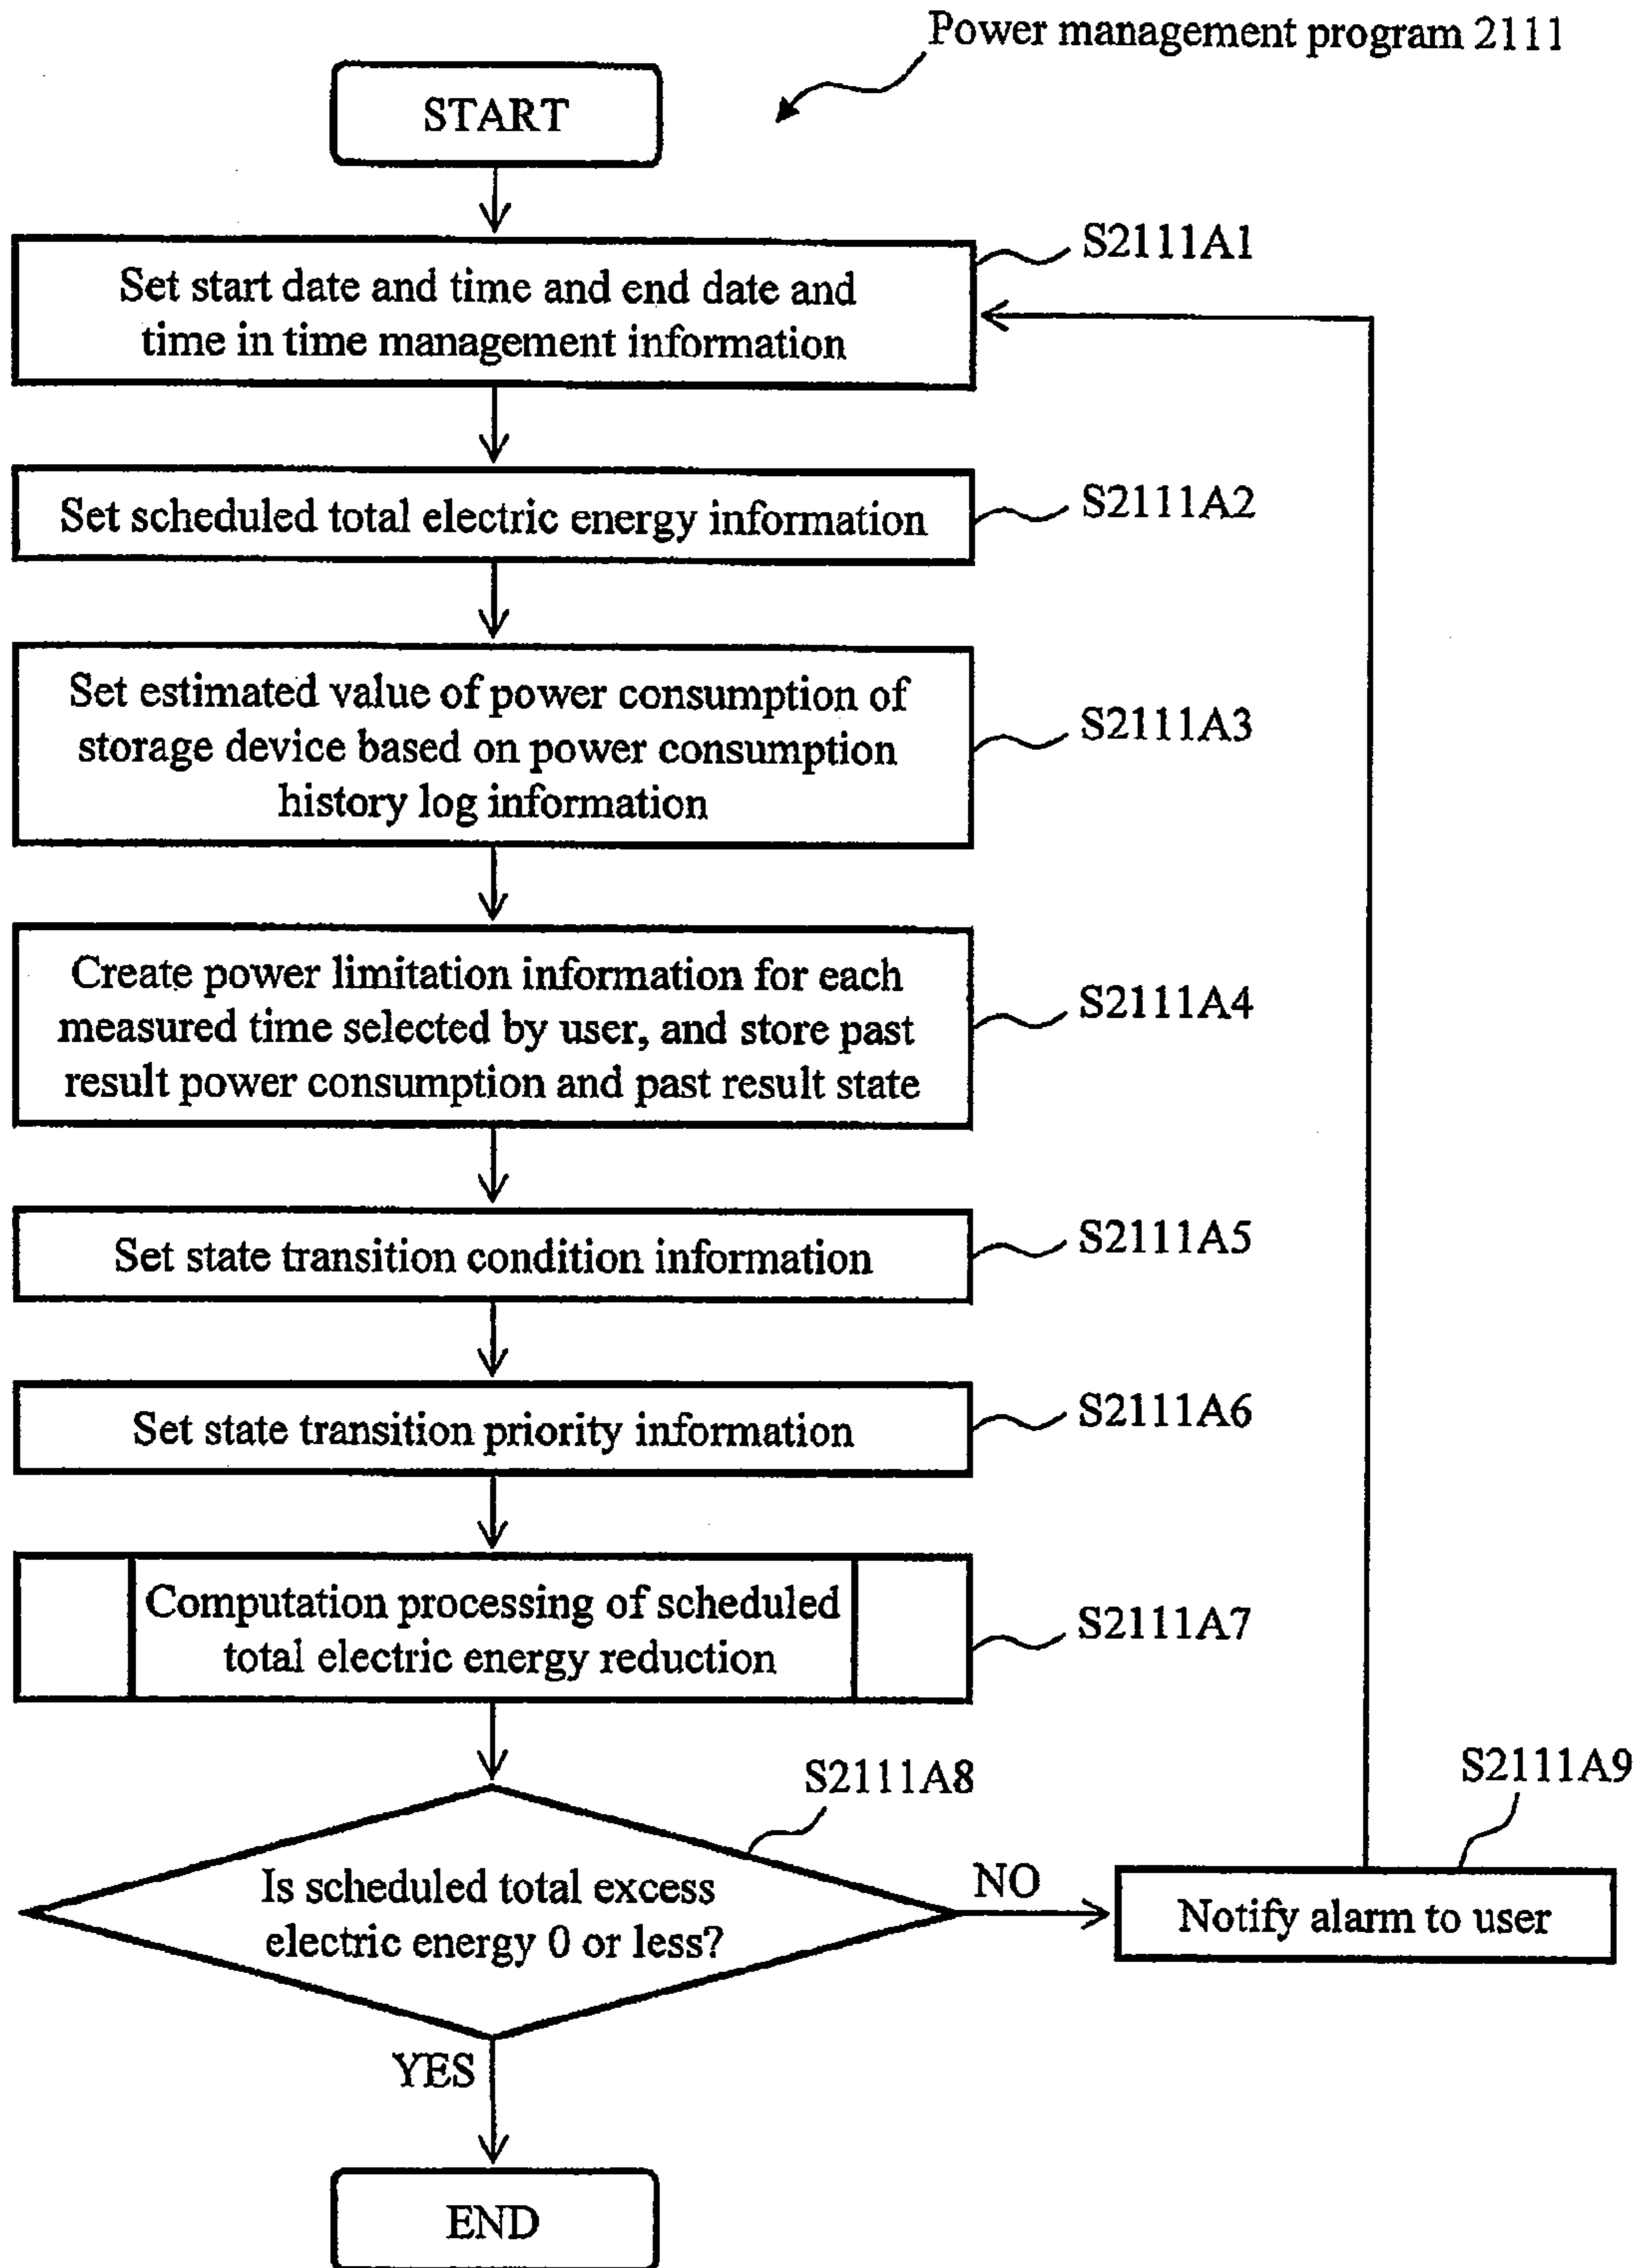 Power management program 2111
START
S2111A1
Set start date and time and end date and
time in time management information
Set scheduled total electric energy information
S2111A2
Set estimated value of power consumption of
storage device based on power consumption
history log information
S2111A3
Create power limitation information for each
measured time selected by user, and store past
result power consumption and past result state
S2111A4
Set state transition condition information
S2111A5
Set state transition priority information
S2111A6
Computation processing of scheduled
total electric energy reduction
S2111A7
S2111A8
Is scheduled total excess
electric energy 0 or less?
NO
S2111A9
Notify alarm to user
YES
END